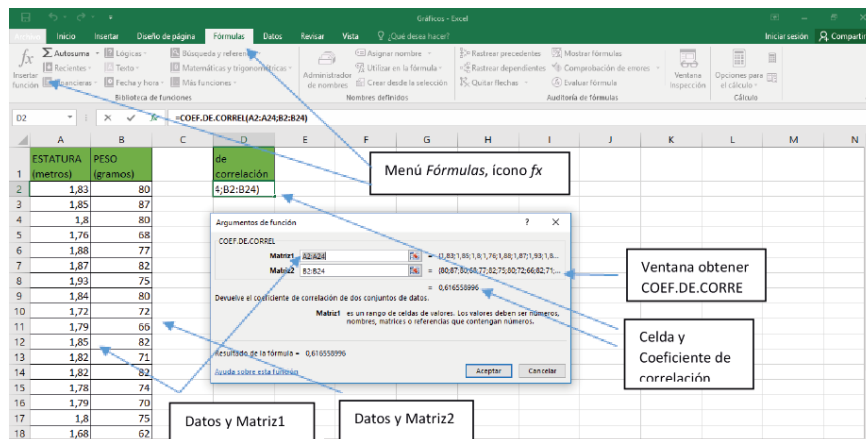 Gráficos - Excel
Archivo Inicio Insertar Diseño de página Fórmulas Datos Revisar Vista ¿Qué desea hacer? Iniciar sesión Compartir
Autosuma Lógicas Búsqueda y referencia Asignar nombre Rastrear precedentes Mostrar fórmulas
Recientes Texto Matemáticas y trigonométricas Utilizar en la fórmula Rastrear dependientes Comprobación de errores
Financieras Fecha y hora Más funciones Crear desde la selección Quitar flechas Evaluar fórmula
Insertar función Administrador de nombres Ventana Inspección Opciones para el cálculo
Biblioteca de funciones Nombres definidos Auditoría de fórmulas Cálculo
D2 fx =COEF.DE.CORREL(A2:A24;B2:B24)
A B C D E F G H I J K L M N
1 ESTATURA (metros) PESO (gramos) de correlación
2 1,83 80 4;B2:B24)
3 1,85 87
4 1,8 80
5 1,76 68
6 1,88 77
7 1,87 82
8 1,93 75
9 1,84 80
10 1,72 72
11 1,79 66
12 1,85 82
13 1,82 71
14 1,82 82
15 1,78 74
16 1,79 70
17 1,8 75
18 1,68 62
Menú Fórmulas, ícono fx
Argumentos de función ? X
COEF.DE.CORREL
Matriz1 A2:A24 = {1,83;1,85;1,8;1,76;1,88;1,87;1,93;1,8...
Matriz2 B2:B24 = {80;87;80;68;77;82;75;80;72;66;82;71;...
= 0,616558996
Devuelve el coeficiente de correlación de dos conjuntos de datos.
Matriz1 es un rango de celdas de valores. Los valores deben ser números, nombres, matrices o referencias que contengan números.
Resultado de la fórmula = 0,616558996
Ayuda sobre esta función Aceptar Cancelar
Ventana obtener
COEF.DE.CORRE
Celda y
Coeficiente de
correlación
Datos y Matriz1
Datos y Matriz2